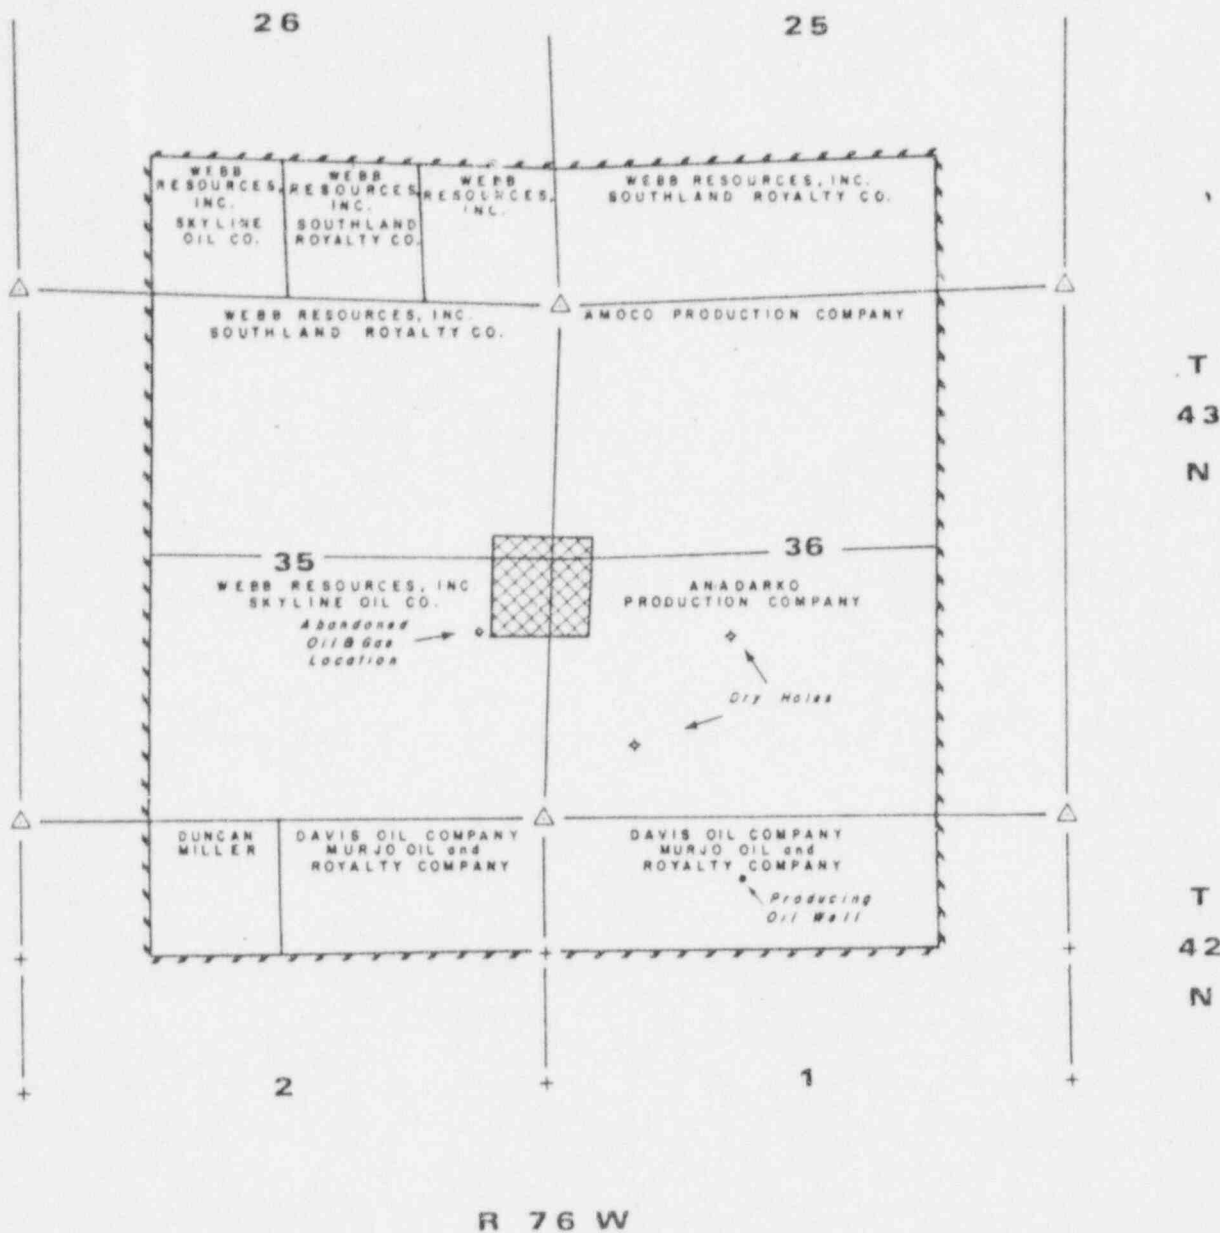 26
25
WEBB
RESOURCES,
INC.
SKYLINE
OIL CO.
WEBB
RESOURCES,
INC.
SOUTHLAND
ROYALTY CO.
WEBB
RESOURCES,
INC.
WEBB RESOURCES, INC.
SOUTHLAND ROYALTY CO.
WEBB RESOURCES, INC.
SOUTHLAND ROYALTY CO.
AMOCO PRODUCTION COMPANY
T
43
N
35
36
WEBB RESOURCES, INC
SKYLINE OIL CO.
Abandoned
Oil & Gas
Location
ANADARKO
PRODUCTION COMPANY
Dry Holes
DUNCAN
MILLER
DAVIS OIL COMPANY
MURJO OIL and
ROYALTY COMPANY
DAVIS OIL COMPANY
MURJO OIL and
ROYALTY COMPANY
Producing
Oil Well
T
42
N
2
1
R 76 W